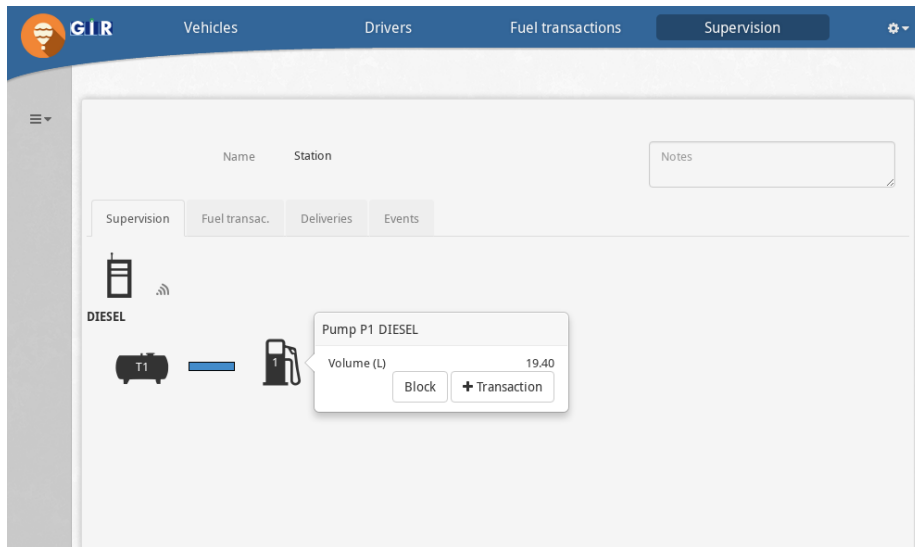 GIR Vehicles Drivers Fuel transactions Supervision
Name Station Notes
Supervision Fuel transac. Deliveries Events
DIESEL
Pump P1 DIESEL
T1 1 Volume (L) 19.40
Block + Transaction